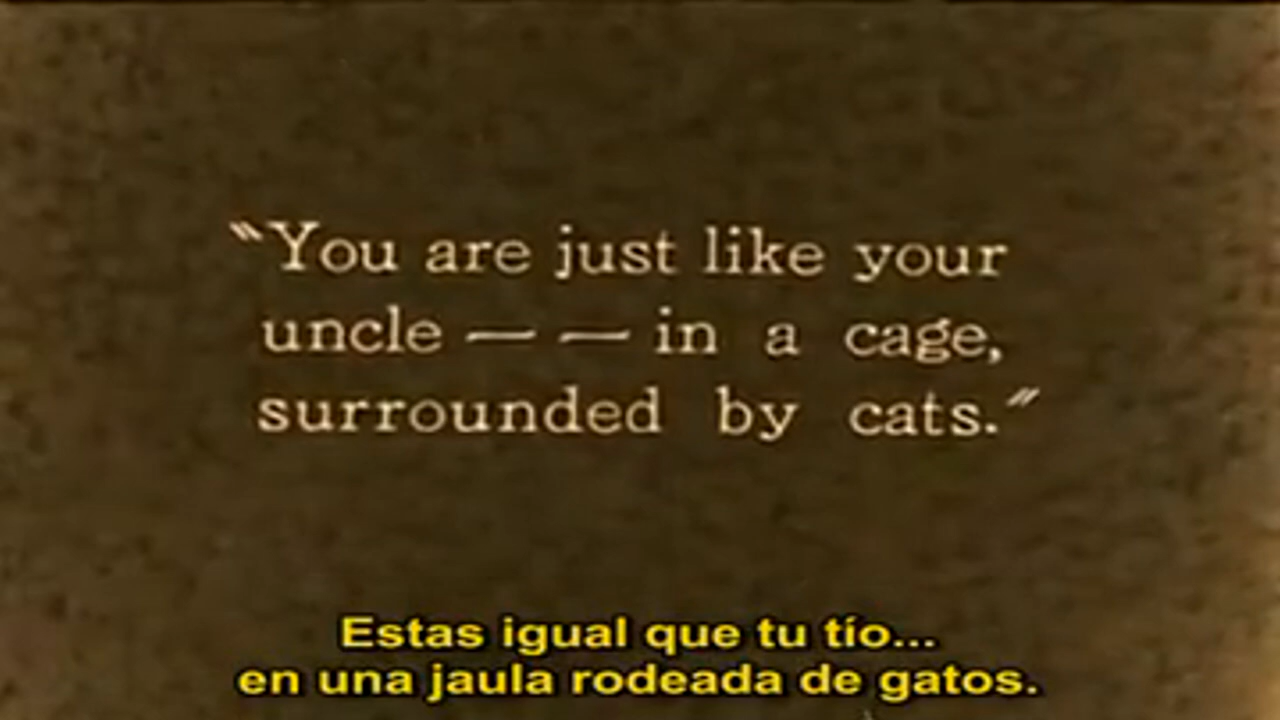 "You are just like your
uncle — — in a cage,
surrounded by cats."
Estas igual que tu tío...
en una jaula rodeada de gatos.